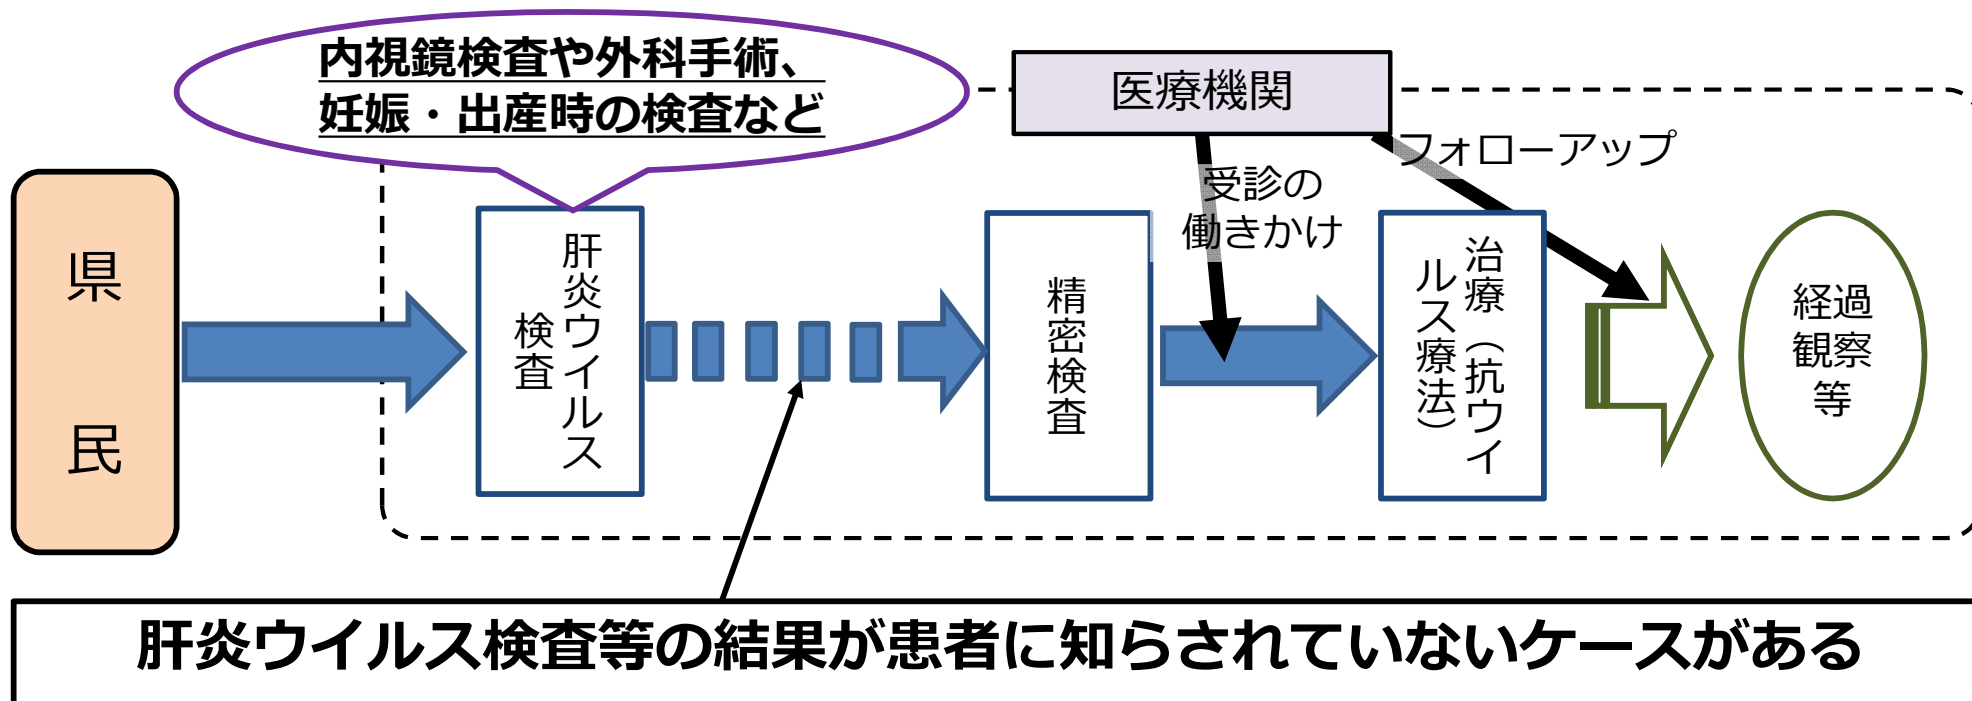 内視鏡検査や外科手術、
妊娠・出産時の検査など
医療機関
フォローアップ
受診の
働きかけ
県
民
肝炎ウイルス
検査
精密検査
治療（抗ウイ
ルス療法）
経過
観察
等
肝炎ウイルス検査等の結果が患者に知らされていないケースがある